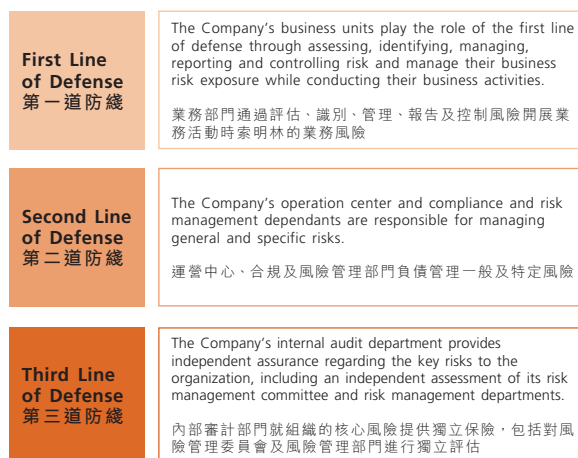 First Line
of Defense
第一道防綫
The Company's business units play the role of the first line
of defense through assessing, identifying, managing,
reporting and controlling risk and manage their business
risk exposure while conducting their business activities.
業務部門通過評估、識別、管理、報告及控制風險開展業
務活動時索明林的業務風險
Second Line
of Defense
第二道防綫
The Company's operation center and compliance and risk
management dependants are responsible for managing
general and specific risks.
運營中心、合規及風險管理部門負債管理一般及特定風險
Third Line
of Defense
第三道防綫
The Company's internal audit department provides
independent assurance regarding the key risks to the
organization, including an independent assessment of its risk
management committee and risk management departments.
內部審計部門就組織的核心風險提供獨立保險，包括對風
險管理委員會及風險管理部門進行獨立評估